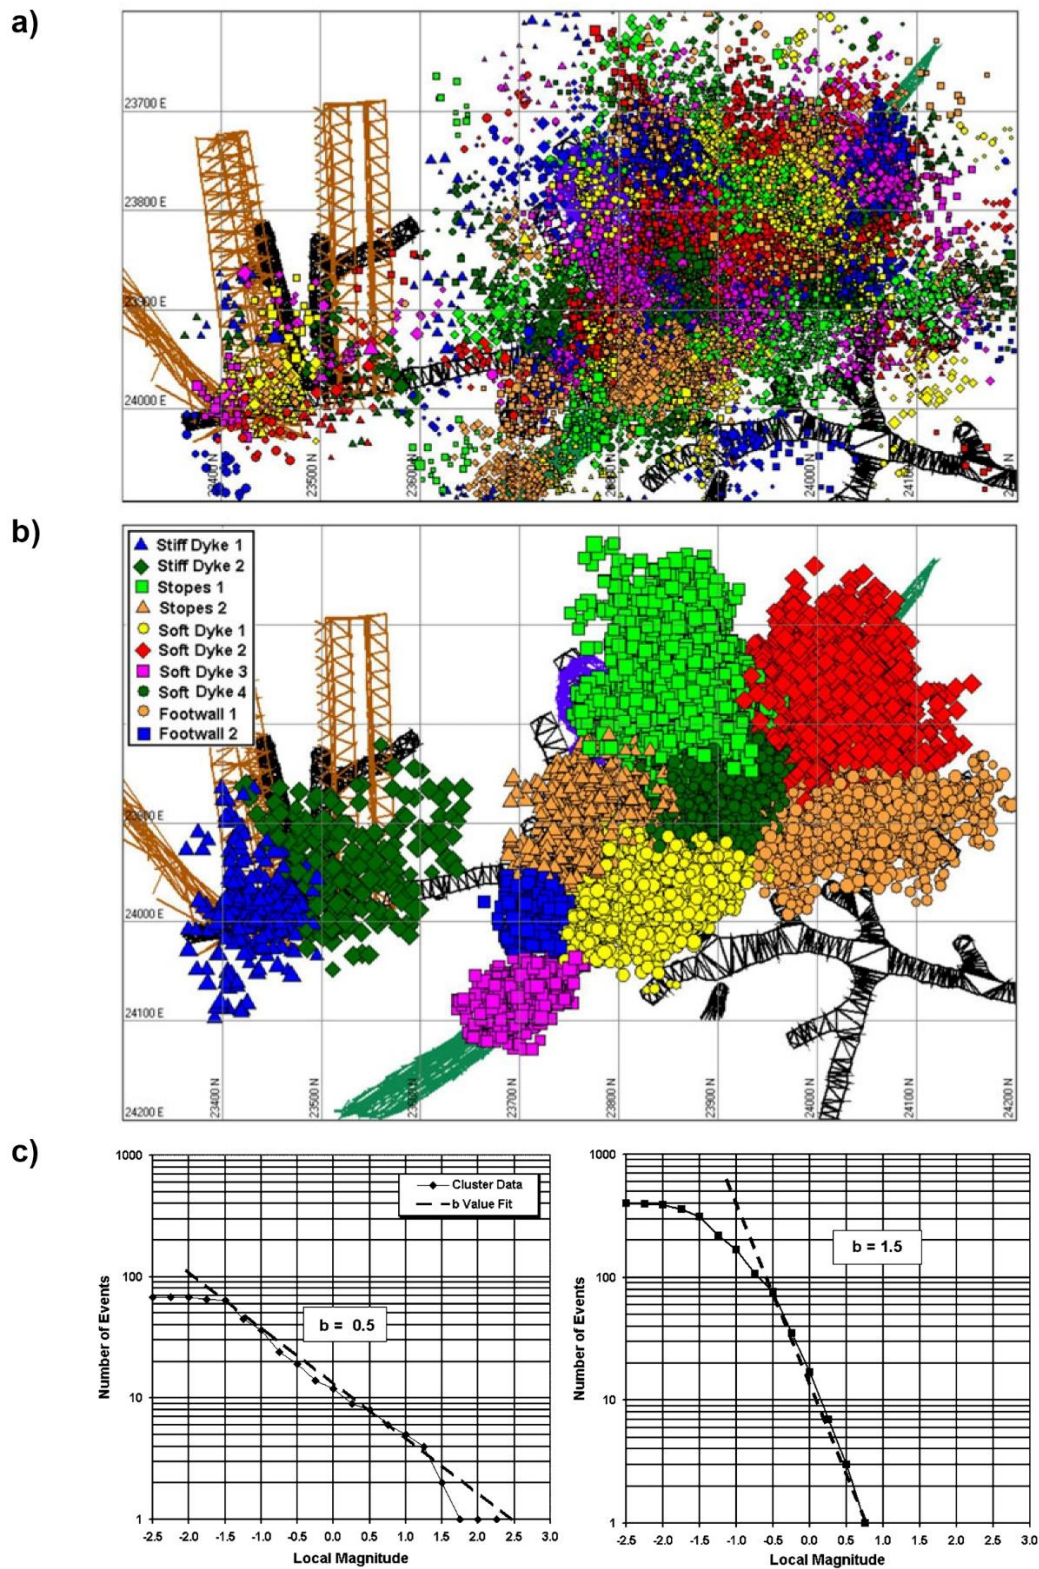 a)
23700 E
23800 E
23900 E
24000 E
23400 N
23500 N
23600 N
24000 N
b)
Stiff Dyke 1
Stiff Dyke 2
Stopes 1
Stopes 2
Soft Dyke 1
Soft Dyke 2
Soft Dyke 3
Soft Dyke 4
Footwall 1
Footwall 2
23900 E
24000 E
24100 E
24200 E
23400 N
23500 N
23600 N
23700 N
23800 N
23900 N
24000 N
24100 N
24200 N
c)
1000
100
10
1
Number of Events
Cluster Data
b Value Fit
b = 0.5
-2.5 -2.0 -1.5 -1.0 -0.5 0.0 0.5 1.0 1.5 2.0 2.5 3.0
Local Magnitude
1000
100
10
1
Number of Events
b = 1.5
-2.5 -2.0 -1.5 -1.0 -0.5 0.0 0.5 1.0 1.5 2.0 2.5 3.0
Local Magnitude